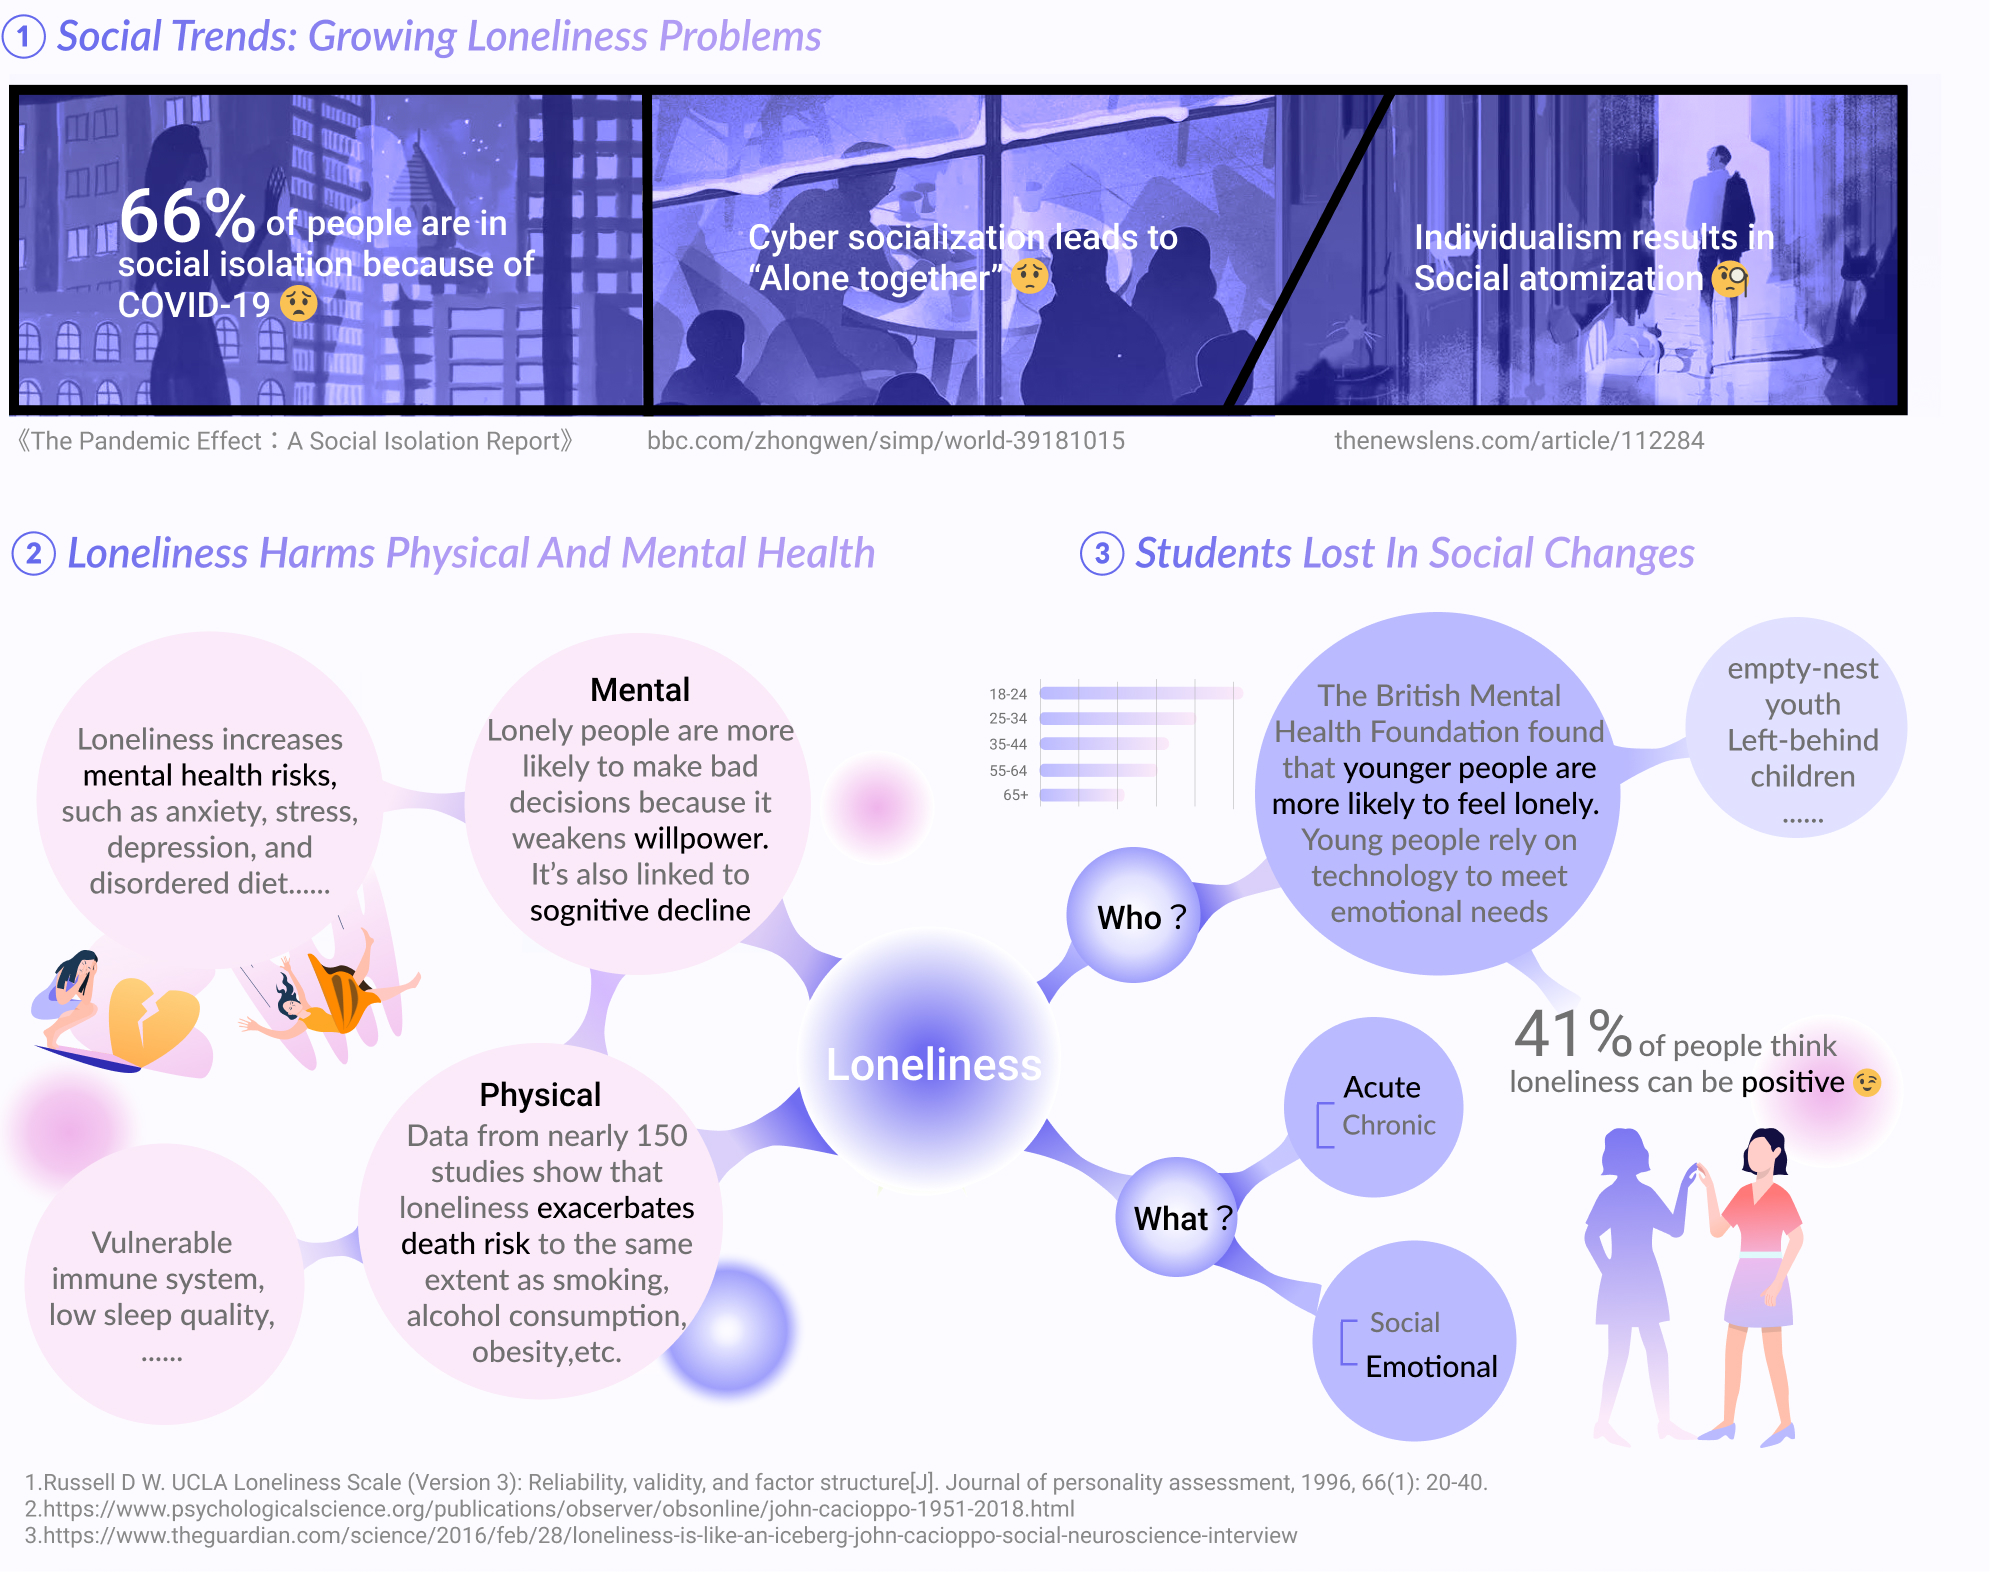 1 Social Trends: Growing Loneliness Problems
66% of people are in
social isolation because of
COVID-19 😟
Cyber socialization leads to
“Alone together” 😟
Individualism results in
Social atomization 🧐
《The Pandemic Effect：A Social Isolation Report》
bbc.com/zhongwen/simp/world-39181015
thenewslens.com/article/112284
2 Loneliness Harms Physical And Mental Health
Loneliness increases
mental health risks,
such as anxiety, stress,
depression, and
disordered diet......
Mental
Lonely people are more
likely to make bad
decisions because it
weakens willpower.
It’s also linked to
sognitive decline
Physical
Data from nearly 150
studies show that
loneliness exacerbates
death risk to the same
extent as smoking,
alcohol consumption,
obesity,etc.
Vulnerable
immune system,
low sleep quality,
......
Loneliness
3 Students Lost In Social Changes
18-24
25-34
35-44
55-64
65+
The British Mental
Health Foundation found
that younger people are
more likely to feel lonely.
Young people rely on
technology to meet
emotional needs
empty-nest
youth
Left-behind
children
......
Who？
41% of people think
loneliness can be positive 😉
What？
Acute
Chronic
Social
Emotional
1.Russell D W. UCLA Loneliness Scale (Version 3): Reliability, validity, and factor structure[J]. Journal of personality assessment, 1996, 66(1): 20-40.
2.https://www.psychologicalscience.org/publications/observer/obsonline/john-cacioppo-1951-2018.html
3.https://www.theguardian.com/science/2016/feb/28/loneliness-is-like-an-iceberg-john-cacioppo-social-neuroscience-interview